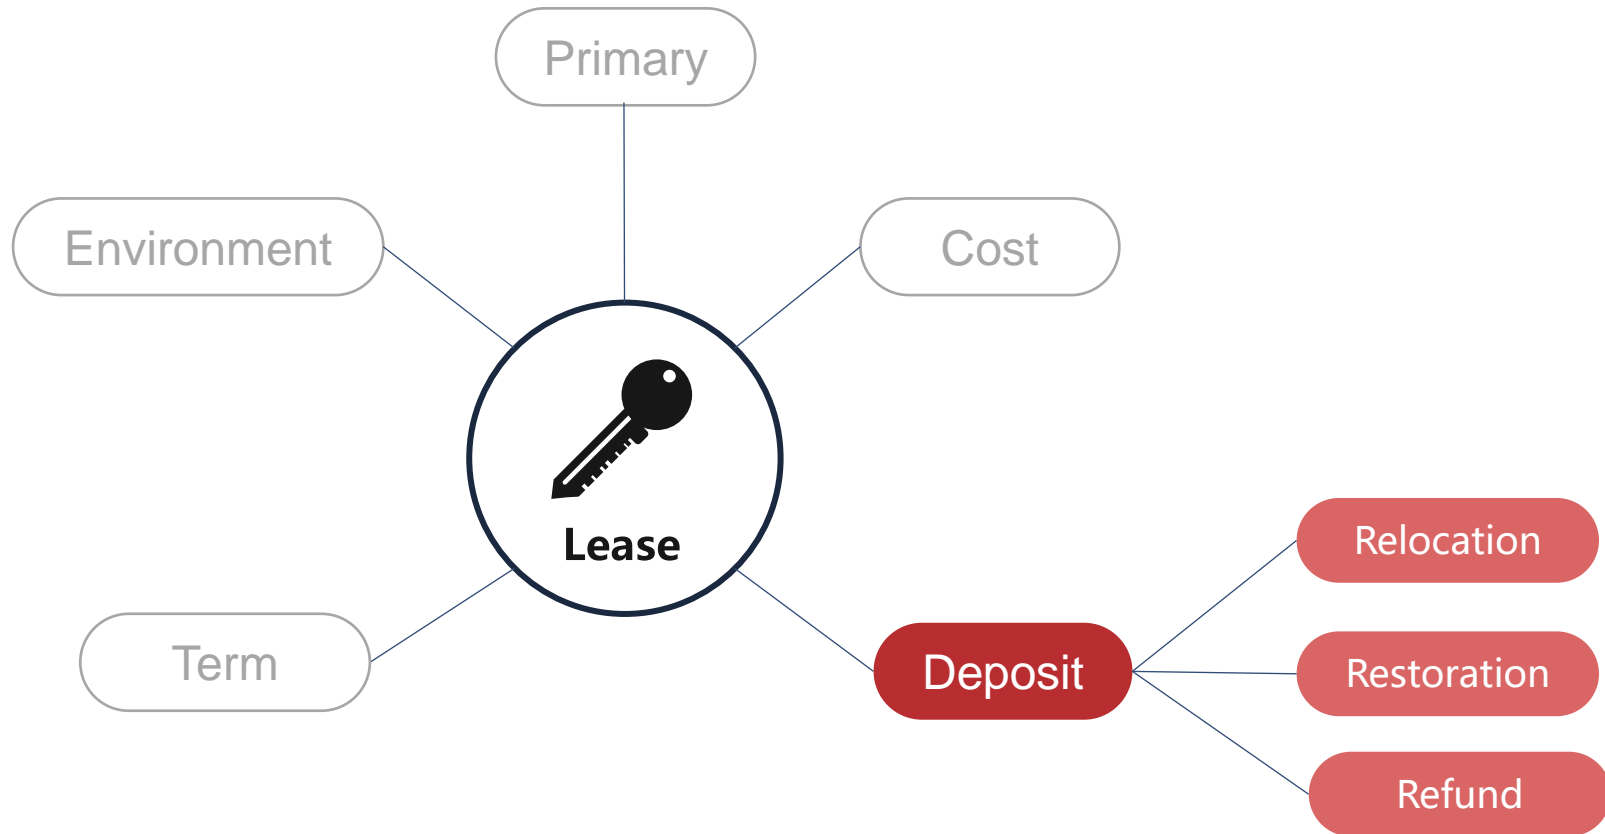 Primary
Environment
Cost
Lease
Term
Deposit
Relocation
Restoration
Refund